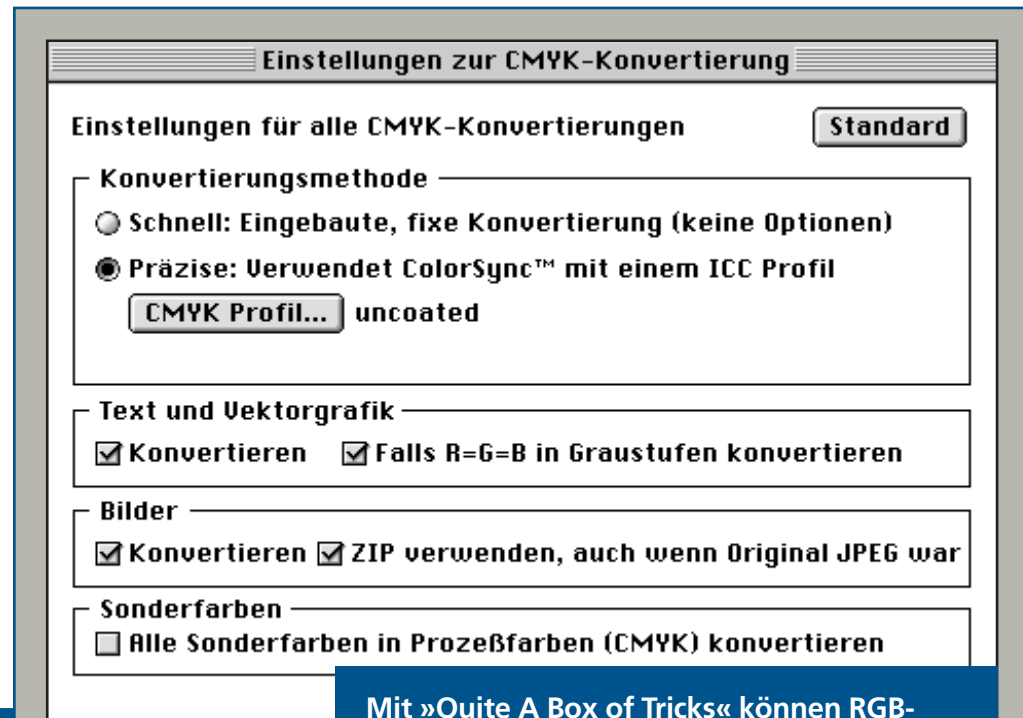 Einstellungen zur CMYK-Konvertierung
Einstellungen für alle CMYK-Konvertierungen Standard
Konvertierungsmethode
Schnell: Eingebaute, fixe Konvertierung (keine Optionen)
Präzise: Verwendet ColorSync™ mit einem ICC Profil
CMYK Profil... uncoated
Text und Vektorgrafik
Konvertieren Falls R=G=B in Graustufen konvertieren
Bilder
Konvertieren ZIP verwenden, auch wenn Original JPEG war
Sonderfarben
Alle Sonderfarben in Prozeßfarben (CMYK) konvertieren
Mit »Quite A Box of Tricks« können RGB-